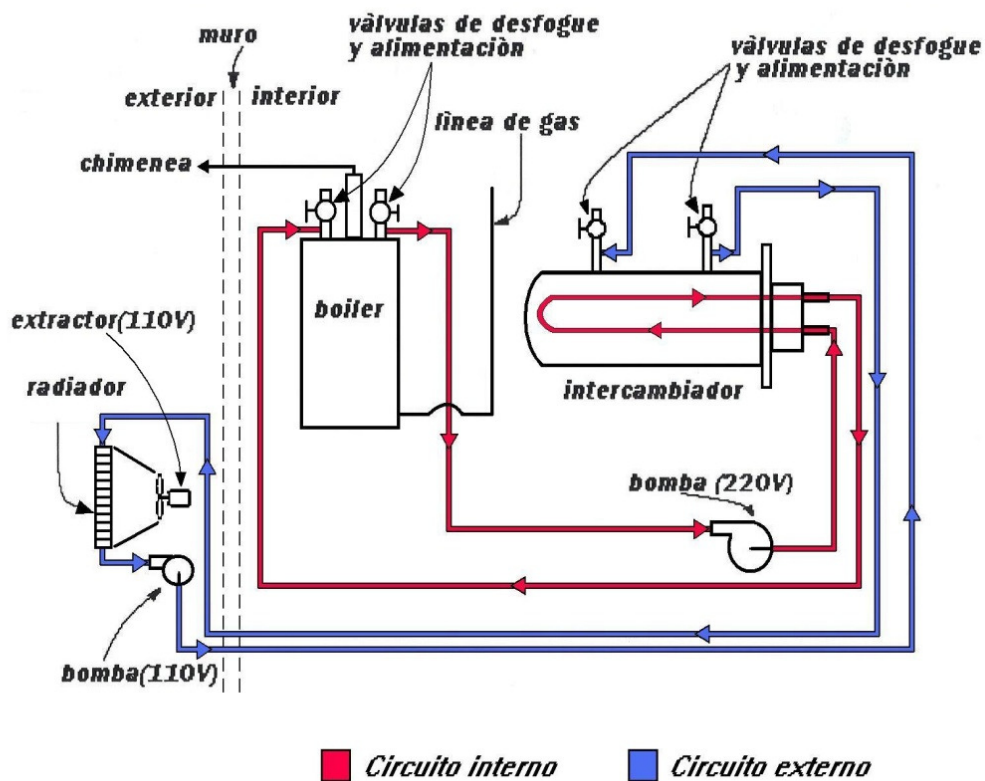 muro
vàlvulas de desfogue
y alimentaciòn
vàlvulas de desfogue
y alimentaciòn
exterior
interior
lìnea de gas
chimenea
boiler
extractor(110V)
intercambiador
radiador
bomba (220V)
bomba(110V)
Circuito interno
Circuito externo